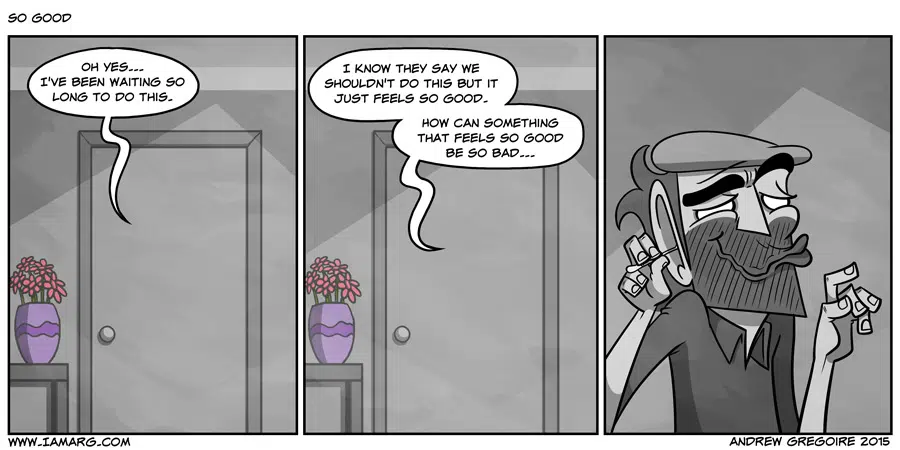 SO GOOD
OH YES...
I'VE BEEN WAITING SO
LONG TO DO THIS.
I KNOW THEY SAY WE
SHOULDN'T DO THIS BUT IT
JUST FEELS SO GOOD.
HOW CAN SOMETHING
THAT FEELS SO GOOD
BE SO BAD...
WWW.IAMARG.COM
ANDREW GREGOIRE 2015